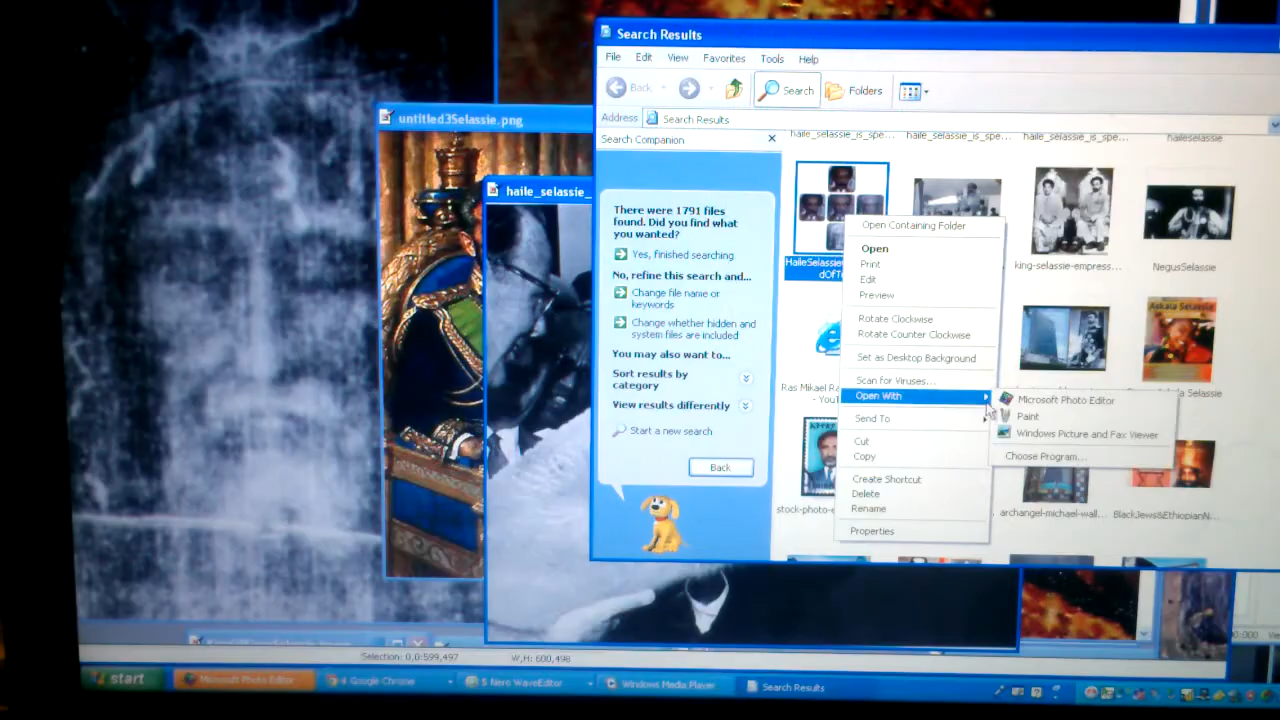 Search Results
File Edit View Favorites Tools Help
Back Search Folders
Address Search Results
Search Companion
haile_selassie_is_spe... haile_selassie_is_spe... haile_selassie_is_spe... haileselassie
untitled3Selassie.png
haile_selassie_
There were 1791 files
found. Did you find what
you wanted?
Yes, finished searching
No, refine this search and...
Change file name or
keywords
Change whether hidden and
system files are included
You may also want to...
Sort results by
category
View results differently
Start a new search
Back
HaileSelassie
king-selassie-empress...
NegusSelassie
Selassie
Ras Mikael Ra
stock-photo-e
archangel-michael-wall...
BlackJews&EthiopianN...
Open Containing Folder
Open
Print
Edit
Preview
Rotate Clockwise
Rotate Counter Clockwise
Set as Desktop Background
Scan for Viruses...
Open With
Send To
Cut
Copy
Create Shortcut
Delete
Rename
Properties
Microsoft Photo Editor
Paint
Windows Picture and Fax Viewer
Choose Program...
Selection: 0,0:599,497 W,H: 600,498
start
Microsoft Photo Editor
4 Google Chrome
5 Nero WaveEditor
Windows Media Player
Search Results